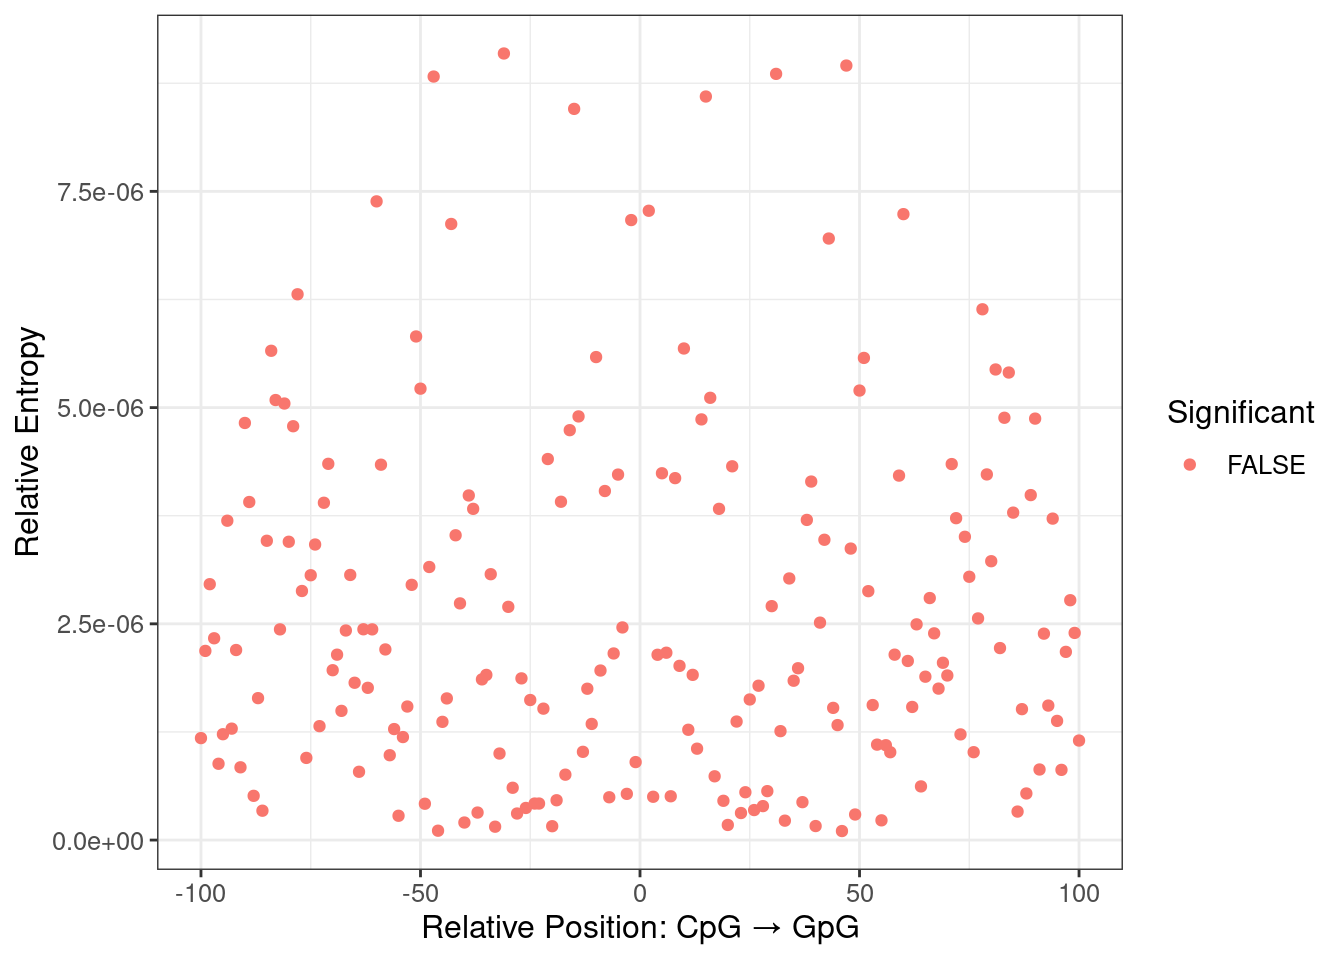 7.5e-06
5.0e-06
2.5e-06
0.0e+00
Relative Entropy
-100 -50 0 50 100
Relative Position: CpG → GpG
Significant
FALSE